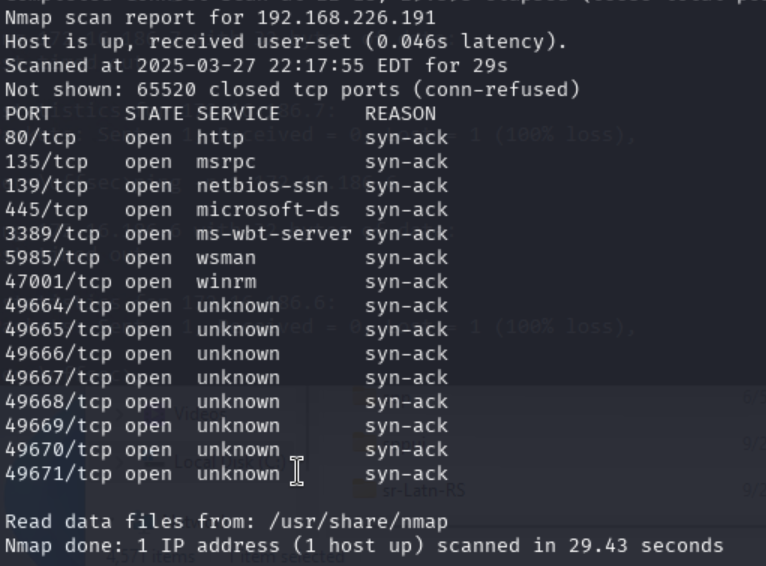 Nmap scan report for 192.168.226.191
Host is up, received user-set (0.046s latency).
Scanned at 2025-03-27 22:17:55 EDT for 29s
Not shown: 65520 closed tcp ports (conn-refused)
PORT STATE SERVICE REASON
80/tcp open http syn-ack
135/tcp open msrpc syn-ack
139/tcp open netbios-ssn syn-ack
445/tcp open microsoft-ds syn-ack
3389/tcp open ms-wbt-server syn-ack
5985/tcp open wsman syn-ack
47001/tcp open winrm syn-ack
49664/tcp open unknown syn-ack
49665/tcp open unknown syn-ack
49666/tcp open unknown syn-ack
49667/tcp open unknown syn-ack
49668/tcp open unknown syn-ack
49669/tcp open unknown syn-ack
49670/tcp open unknown syn-ack
49671/tcp open unknown syn-ack
sr-Latn-RS
Read data files from: /usr/share/nmap
Nmap done: 1 IP address (1 host up) scanned in 29.43 seconds